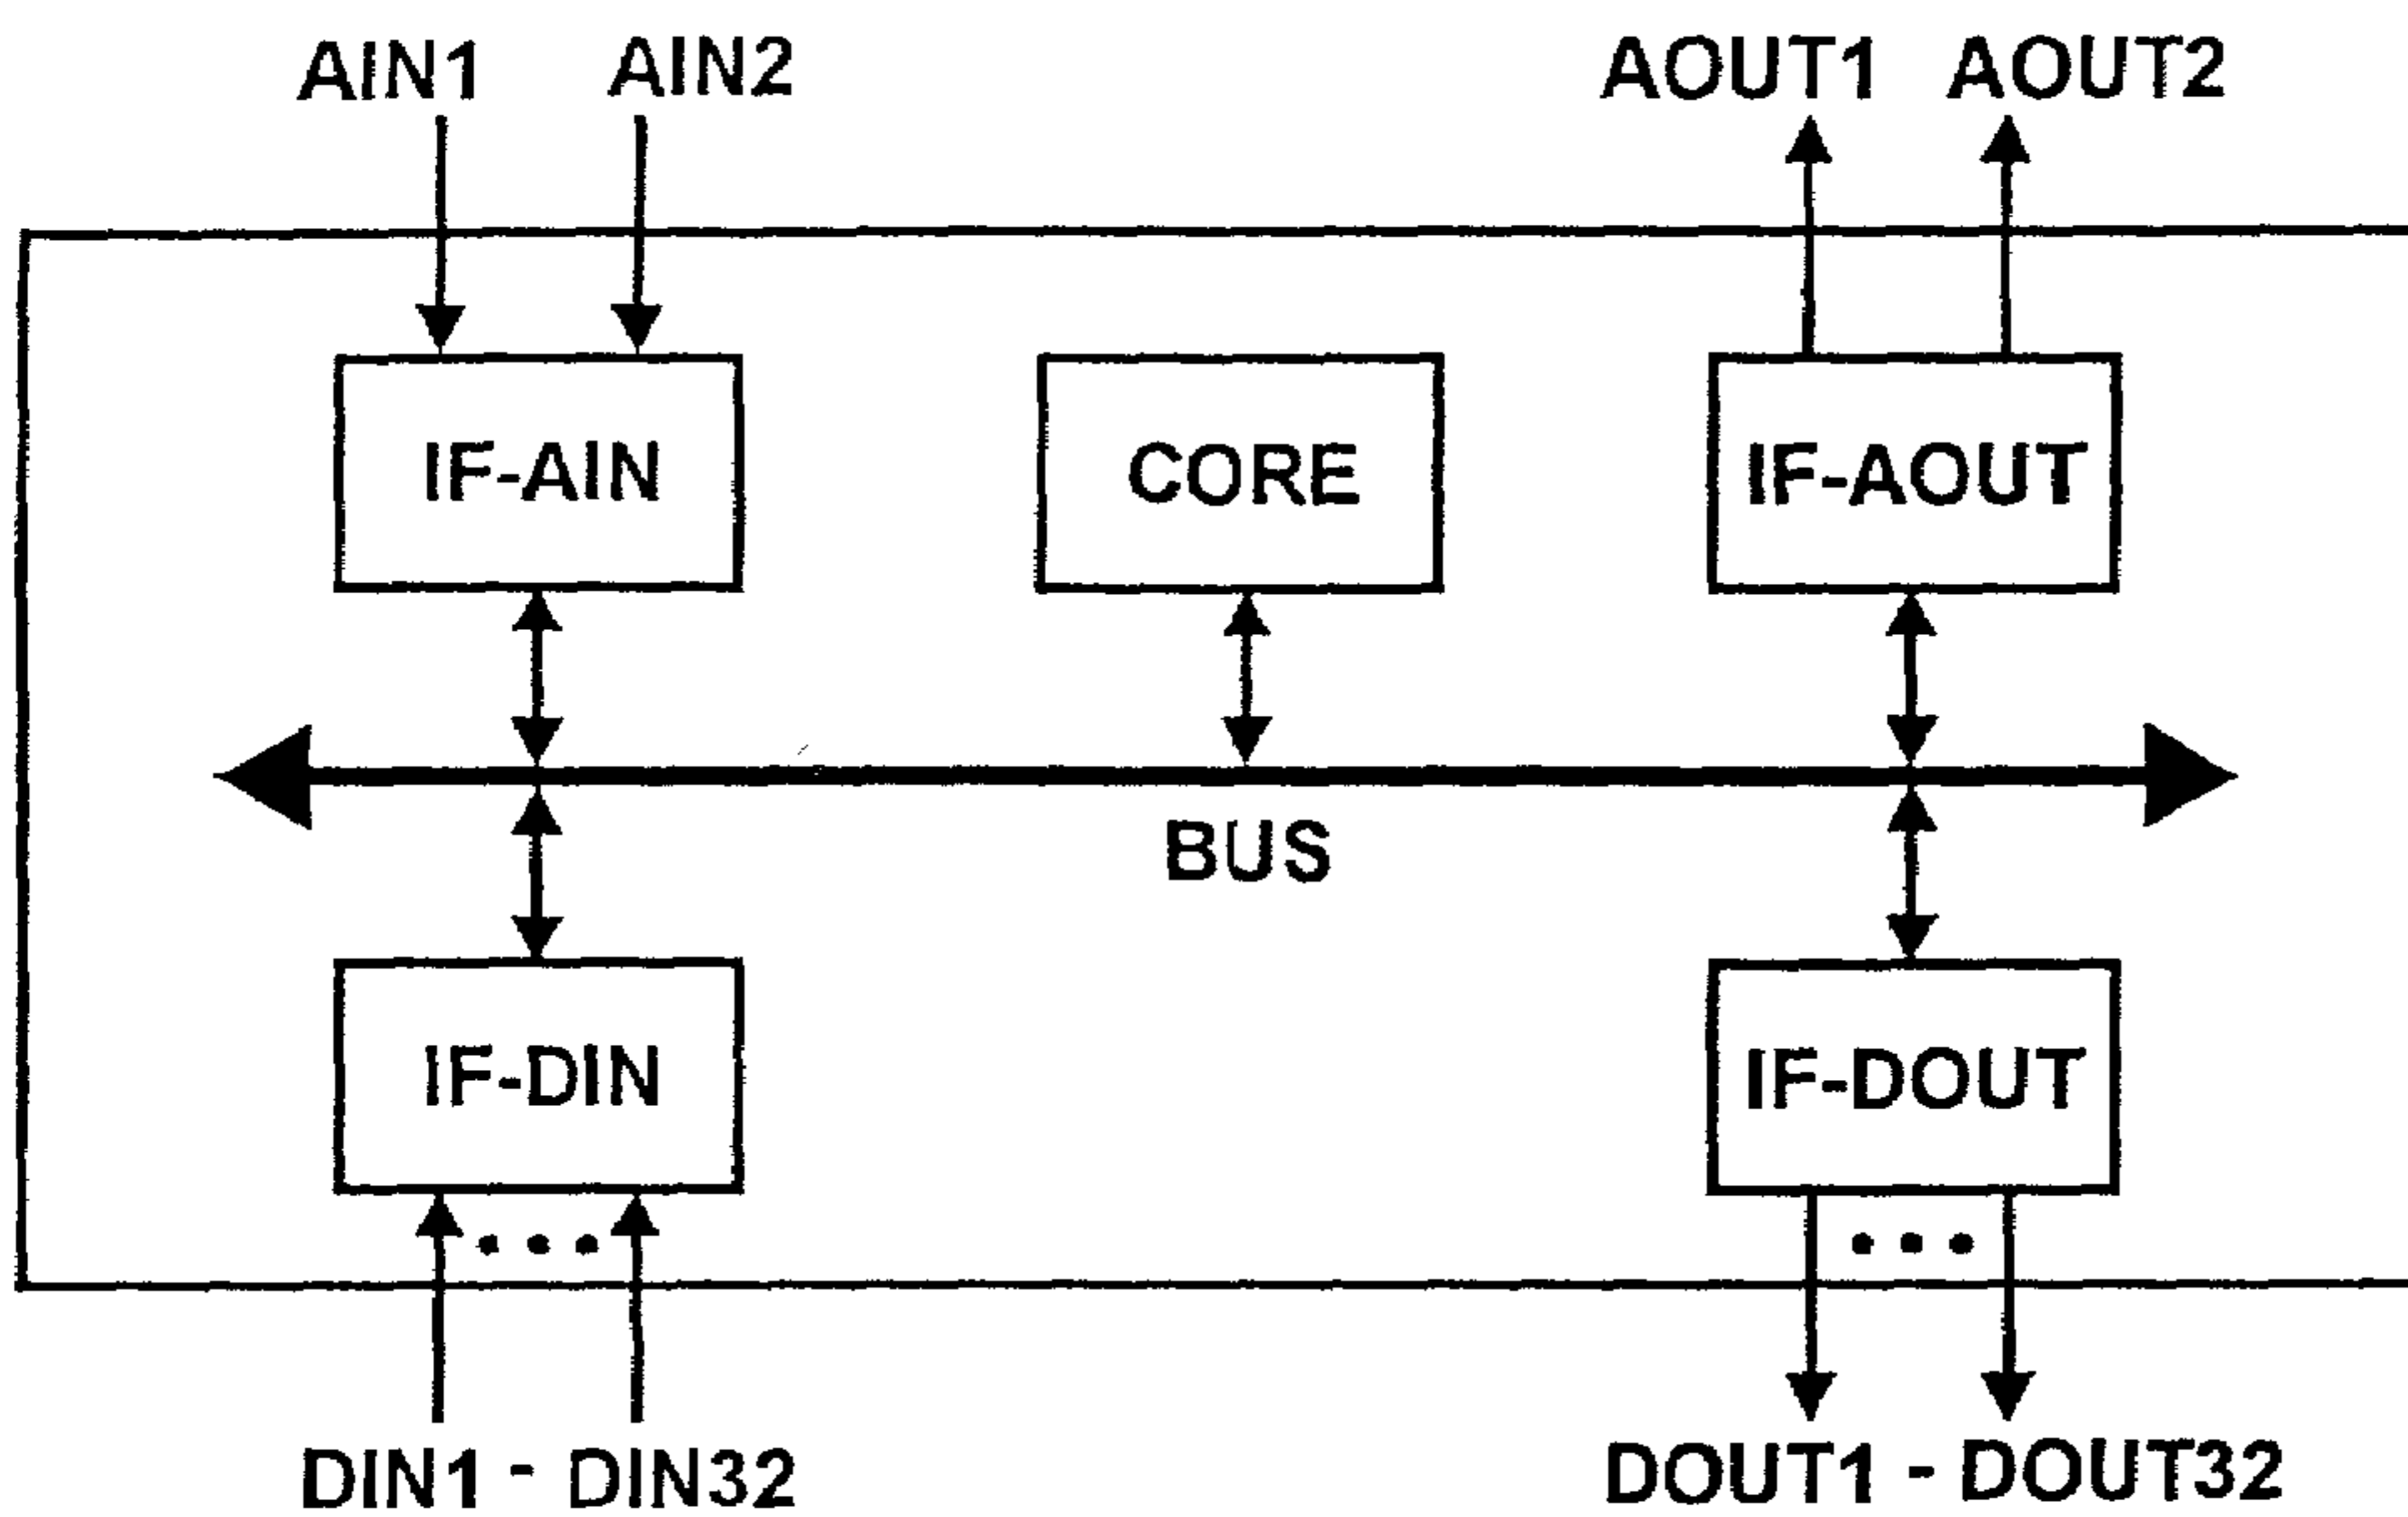 AIN1 AIN2 AOUT1 AOUT2
IF-AIN CORE IF-AOUT
BUS
IF-DIN IF-DOUT
DIN1 - DIN32 DOUT1 - DOUT32